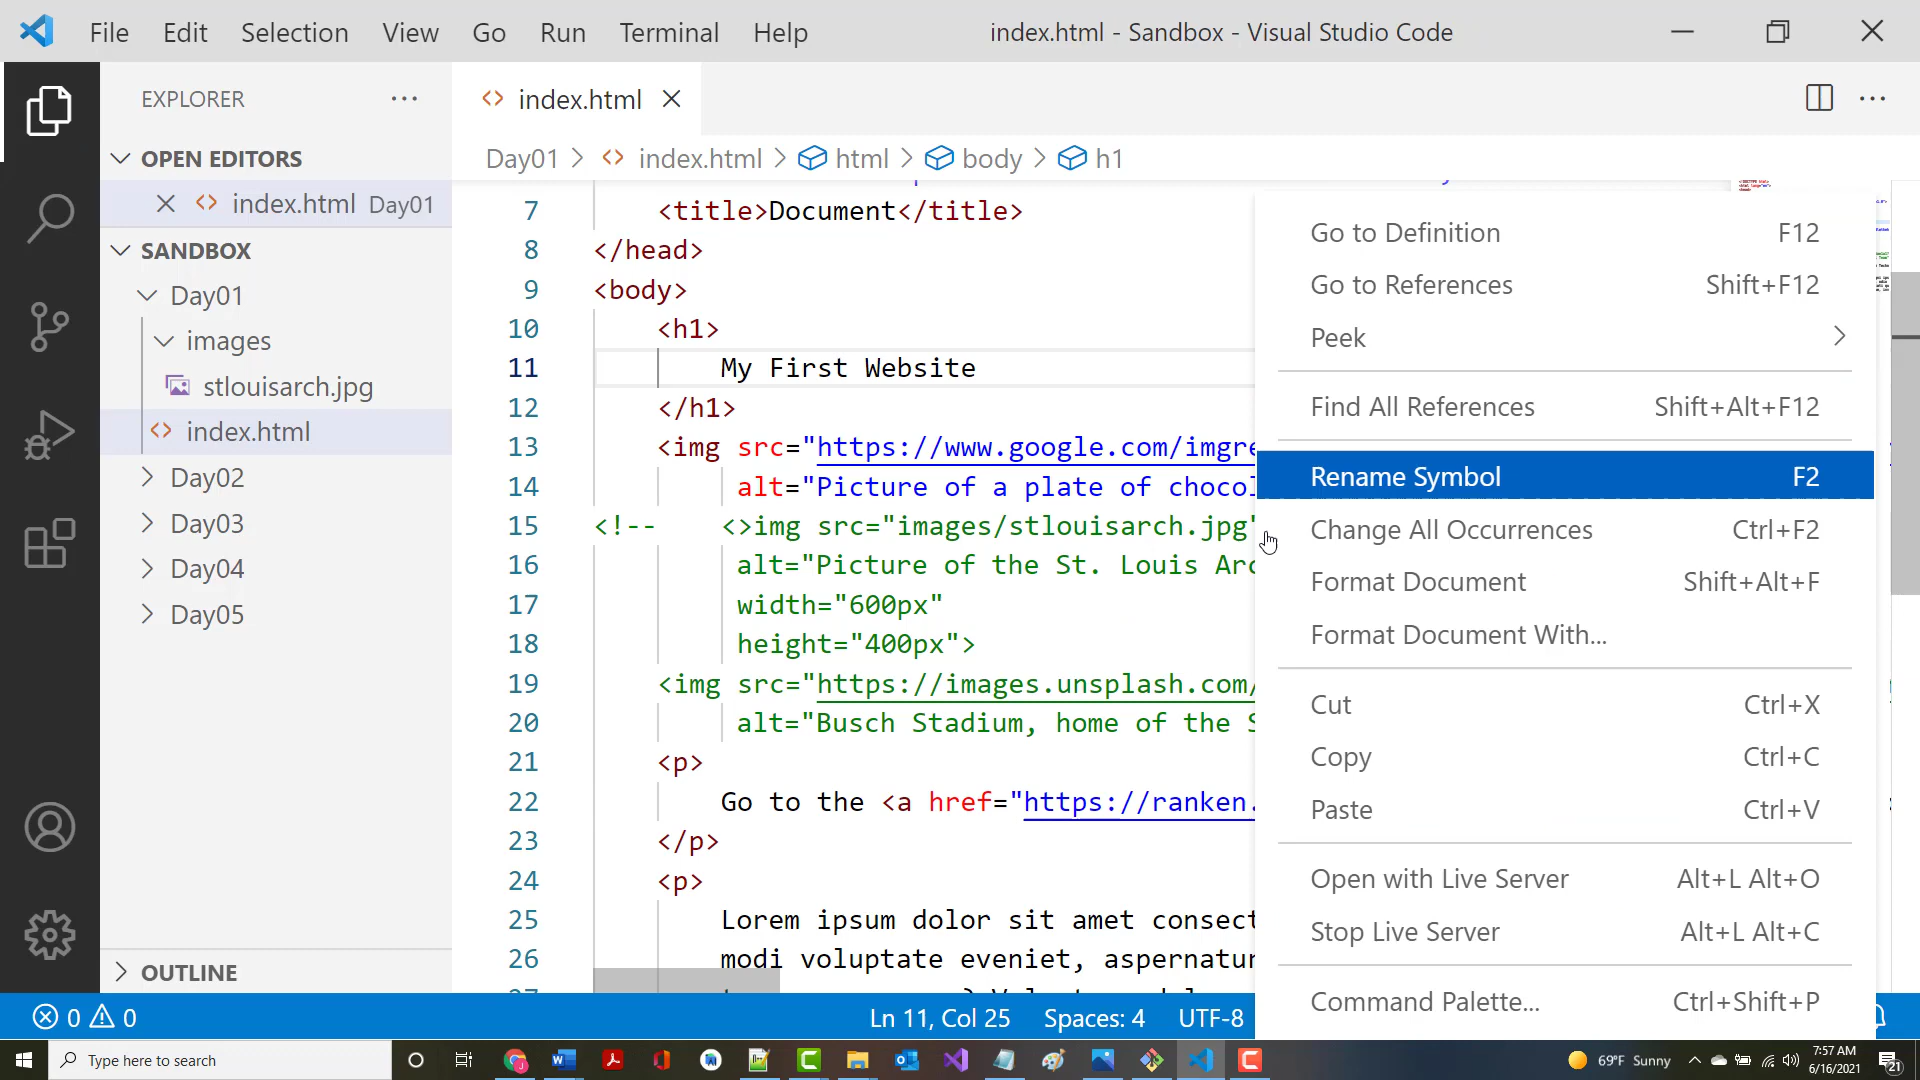 File Edit Selection View Go Run Terminal Help index.html - Sandbox - Visual Studio Code
EXPLORER
index.html
OPEN EDITORS
index.html Day01
SANDBOX
Day01
images
stlouisarch.jpg
index.html
Day02
Day03
Day04
Day05
OUTLINE
Day01 > index.html > html > body > h1
7 <title>Document</title>
8 </head>
9 <body>
10 <h1>
11 My First Website
12 </h1>
13 <img src="https://www.google.com/imgre
14 alt="Picture of a plate of chocol
15 <!-- <>img src="images/stlouisarch.jpg"
16 alt="Picture of the St. Louis Arc
17 width="600px"
18 height="400px">
19 <img src="https://images.unsplash.com/
20 alt="Busch Stadium, home of the S
21 <p>
22 Go to the <a href="https://ranken.
23 </p>
24 <p>
25 Lorem ipsum dolor sit amet consect
26 modi voluptate eveniet, aspernatur
Go to Definition F12
Go to References Shift+F12
Peek
Find All References Shift+Alt+F12
Rename Symbol F2
Change All Occurrences Ctrl+F2
Format Document Shift+Alt+F
Format Document With...
Cut Ctrl+X
Copy Ctrl+C
Paste Ctrl+V
Open with Live Server Alt+L Alt+O
Stop Live Server Alt+L Alt+C
Command Palette... Ctrl+Shift+P
0 0 Ln 11, Col 25 Spaces: 4 UTF-8
Type here to search
69°F Sunny
7:57 AM
6/16/2021
21